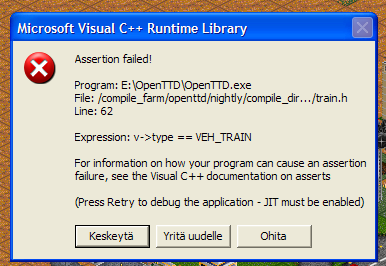 Microsoft Visual C++ Runtime Library
Assertion failed!
Program: E:\OpenTTD\OpenTTD.exe
File: /compile_farm/openttd/nightly/compile_dir.../train.h
Line: 62
Expression: v->type == VEH_TRAIN
For information on how your program can cause an assertion
failure, see the Visual C++ documentation on asserts
(Press Retry to debug the application - JIT must be enabled)
Keskeytä Yritä uudelle Ohita